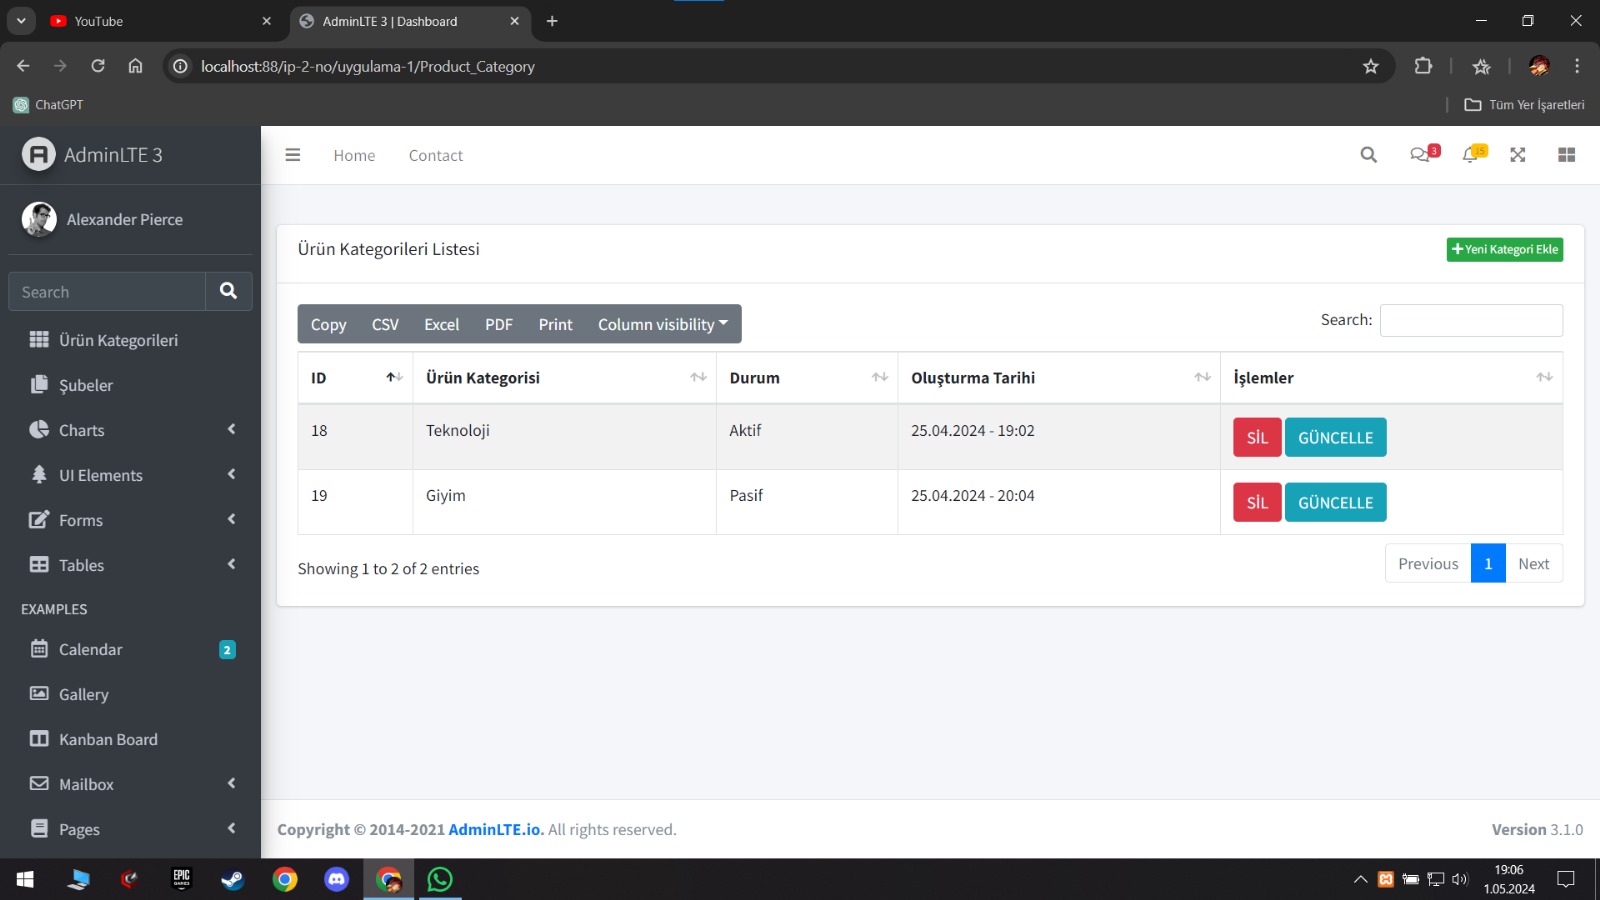 YouTube
AdminLTE 3 | Dashboard
localhost:88/ip-2-no/uygulama-1/Product_Category
ChatGPT
Tüm Yer İşaretleri
AdminLTE 3
Home
Contact
3
15
Alexander Pierce
Search
Ürün Kategorileri
Şubeler
Charts
UI Elements
Forms
Tables
EXAMPLES
Calendar
2
Gallery
Kanban Board
Mailbox
Pages
Ürün Kategorileri Listesi
Yeni Kategori Ekle
Copy CSV Excel PDF Print Column visibility
Search:
ID Ürün Kategorisi Durum Oluşturma Tarihi İşlemler
18 Teknoloji Aktif 25.04.2024 - 19:02 SİL GÜNCELLE
19 Giyim Pasif 25.04.2024 - 20:04 SİL GÜNCELLE
Showing 1 to 2 of 2 entries
Previous 1 Next
Copyright © 2014-2021 AdminLTE.io. All rights reserved.
Version 3.1.0
EPIC
GAMES
19:06
1.05.2024